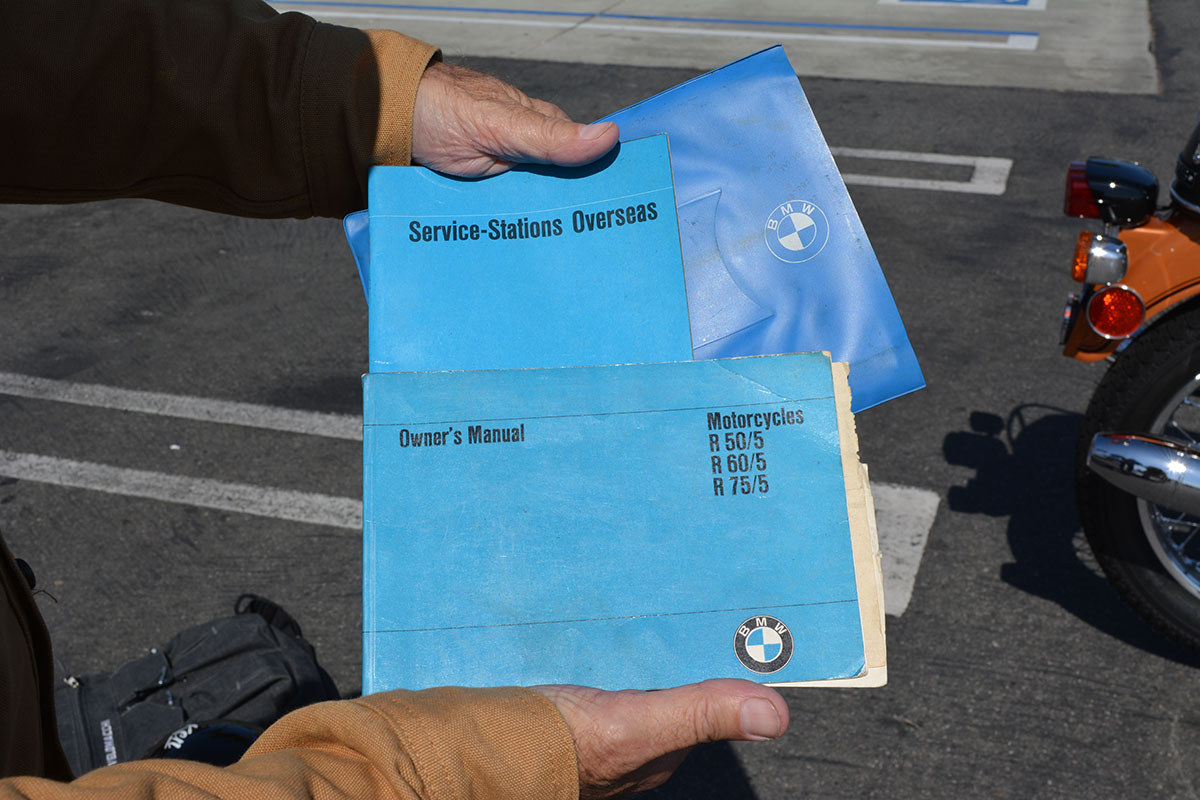 Service-Stations Overseas
BMW
Owner's Manual
Motorcycles
R 50/5
R 60/5
R 75/5
BMW